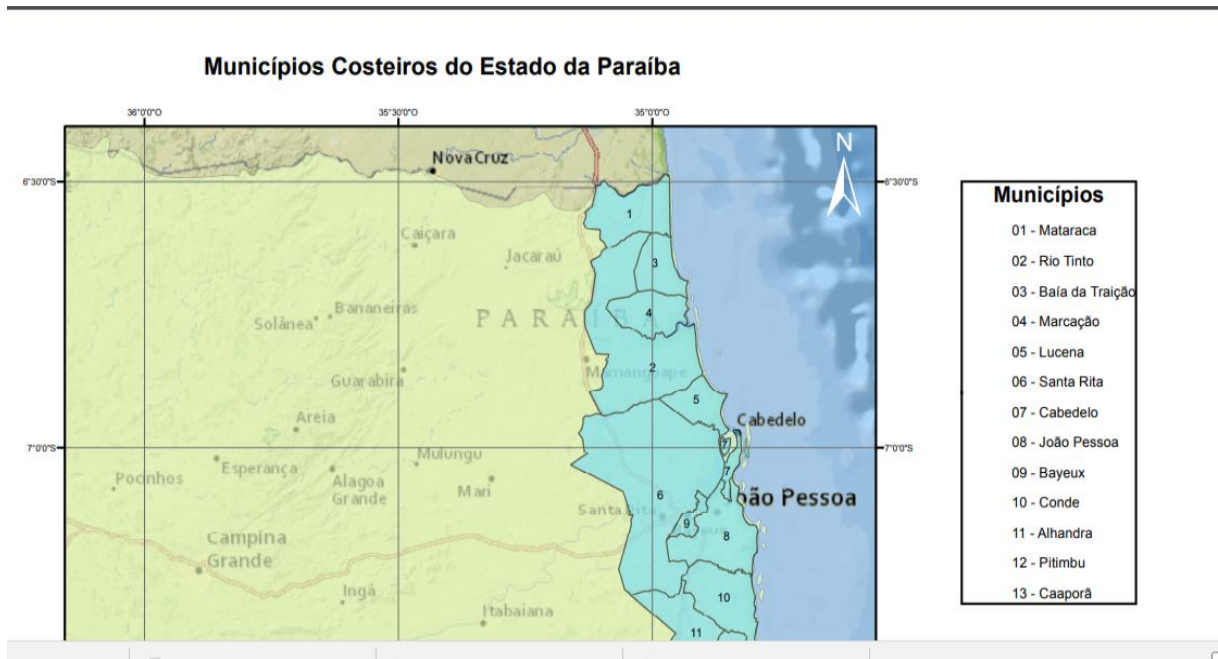 Municípios Costeiros do Estado da Paraíba
36°0'0"O
35°30'0"O
35°0'0"O
N
Nova Cruz
6°30'0"S
6°30'0"S
1
Caiçara
Jacaraú
3
Bananeiras
Solânea
PARAÍBA
4
Mamanguape
2
Guarabira
5
Areia
Cabedelo
7
7°0'0"S
7°0'0"S
Mulungu
Esperança
7
Pocinhos
Alagoa
Grande
Mari
6
João Pessoa
Santa Rita
9
8
Campina
Grande
Ingá
10
Itabaiana
11
Municípios
01 - Mataraca
02 - Rio Tinto
03 - Baía da Traição
04 - Marcação
05 - Lucena
06 - Santa Rita
07 - Cabedelo
08 - João Pessoa
09 - Bayeux
10 - Conde
11 - Alhandra
12 - Pitimbu
13 - Caaporã